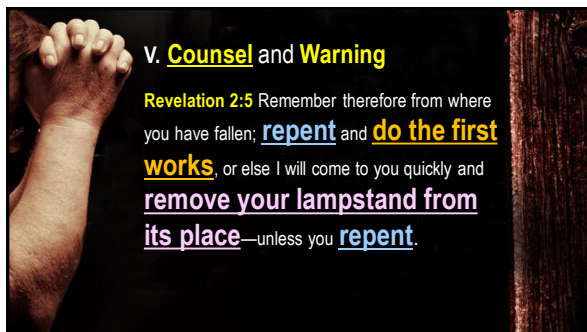 V. Counsel and Warning
Revelation 2:5 Remember therefore from where
you have fallen; repent and do the first
works, or else I will come to you quickly and
remove your lampstand from
its place—unless you repent.